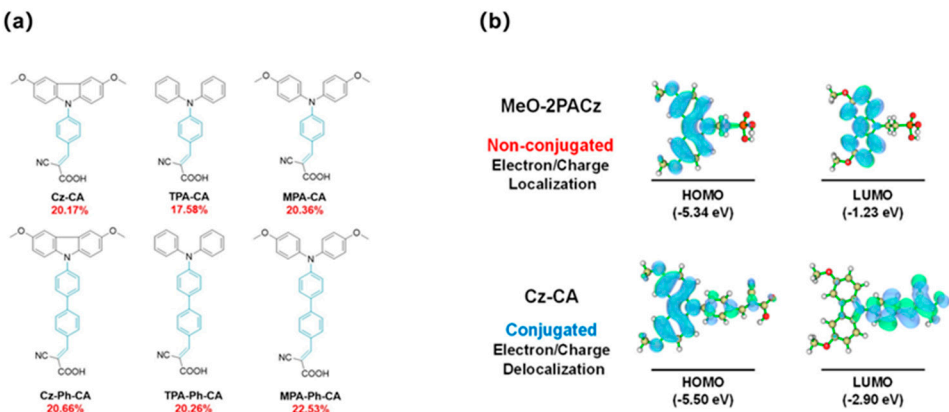 (a)
N
NC
COOH
Cz-CA
20.17%
N
NC
COOH
TPA-CA
17.58%
O
O
N
NC
COOH
MPA-CA
20.36%
N
NC
COOH
Cz-Ph-CA
20.66%
N
NC
COOH
TPA-Ph-CA
20.26%
O
O
N
NC
COOH
MPA-Ph-CA
22.53%
(b)
MeO-2PACz
Non-conjugated
Electron/Charge
Localization
HOMO
(-5.34 eV)
LUMO
(-1.23 eV)
Cz-CA
Conjugated
Electron/Charge
Delocalization
HOMO
(-5.50 eV)
LUMO
(-2.90 eV)